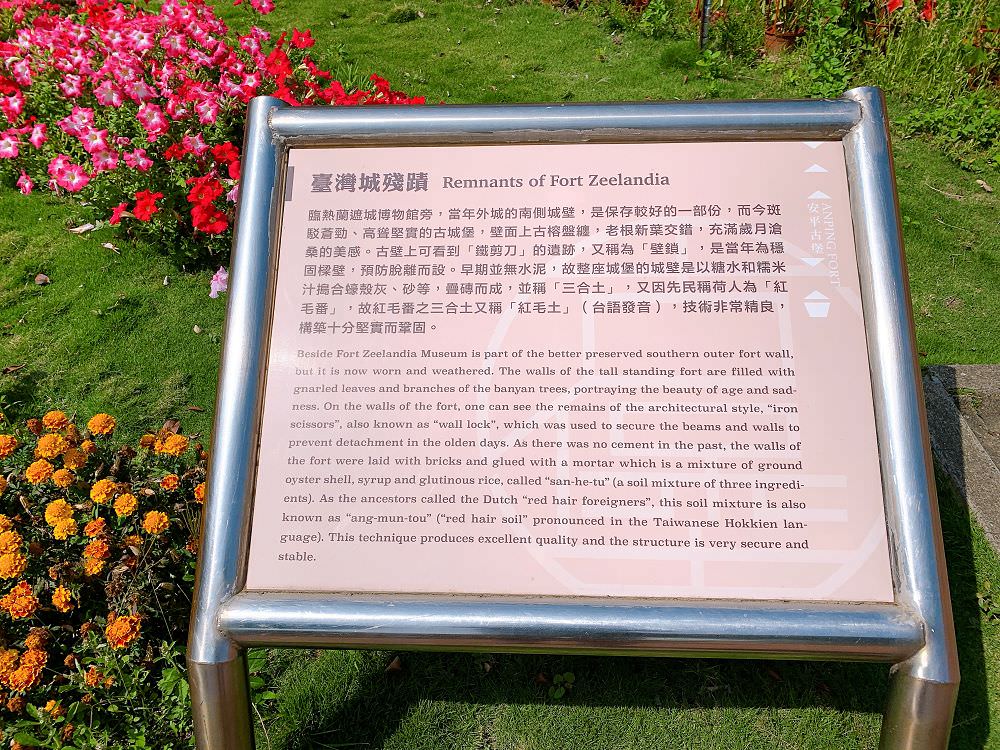 臺灣城殘蹟 Remnants of Fort Zeelandia
臨熱蘭遮城博物館旁，當年外城的南側城壁，是保存較好的一部份，而今斑
駁蒼勁、高聳堅實的古城堡，壁面上古榕盤纏，老根新葉交錯，充滿歲月滄
桑的美感。古壁上可看到「鐵剪刀」的遺跡，又稱為「壁鎖」，是當年為穩
固樑壁，預防脫離而設。早期並無水泥，故整座城堡的城壁是以糖水和糯米
汁搗合蠔殼灰、砂等，疊砌而成，並稱「三合土」，又因先民稱荷人為「紅
毛番」，故紅毛番之三合土又稱「紅毛土」（台語發音），技術非常精良，
構築十分堅實而鞏固。
Beside Fort Zeelandia Museum is part of the better preserved southern outer fort wall,
but it is now worn and weathered. The walls of the tall standing fort are filled with
gnarled leaves and branches of the banyan trees, portraying the beauty of age and sad-
ness. On the walls of the fort, one can see the remains of the architectural style, “iron
scissors”, also known as “wall lock”, which was used to secure the beams and walls to
prevent detachment in the olden days. As there was no cement in the past, the walls of
the fort were laid with bricks and glued with a mortar which is a mixture of ground
oyster shell, syrup and glutinous rice, called “san-he-tu” (a soil mixture of three ingredi-
ents). As the ancestors called the Dutch “red hair foreigners”, this soil mixture is also
known as “ang-mun-tou” (“red hair soil” pronounced in the Taiwanese Hokkien lan-
guage). This technique produces excellent quality and the structure is very secure and
stable.
安平古堡
ANPING FORT